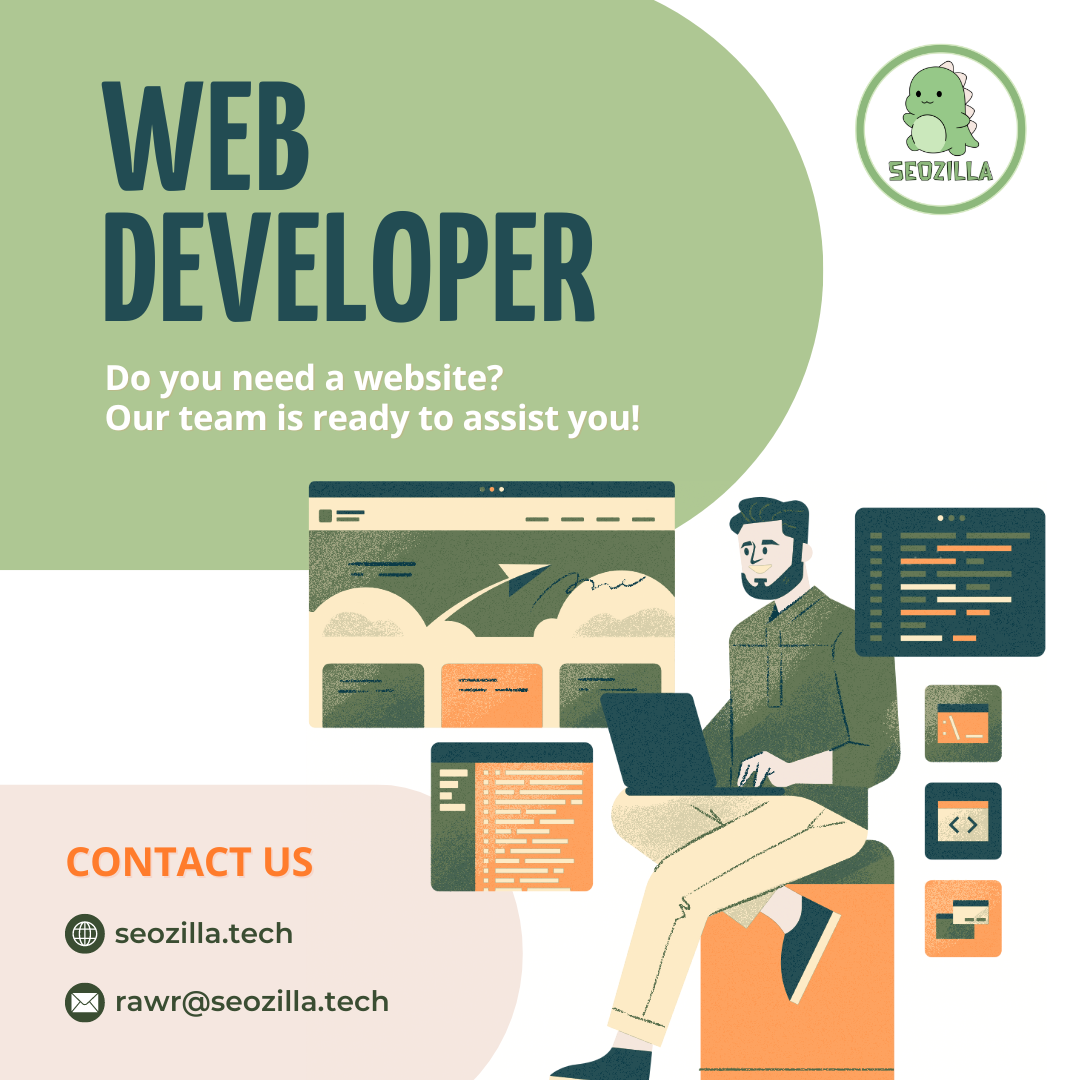 WEB
DEVELOPER
Do you need a website?
Our team is ready to assist you!
SEOZILLA
CONTACT US
seozilla.tech
rawr@seozilla.tech